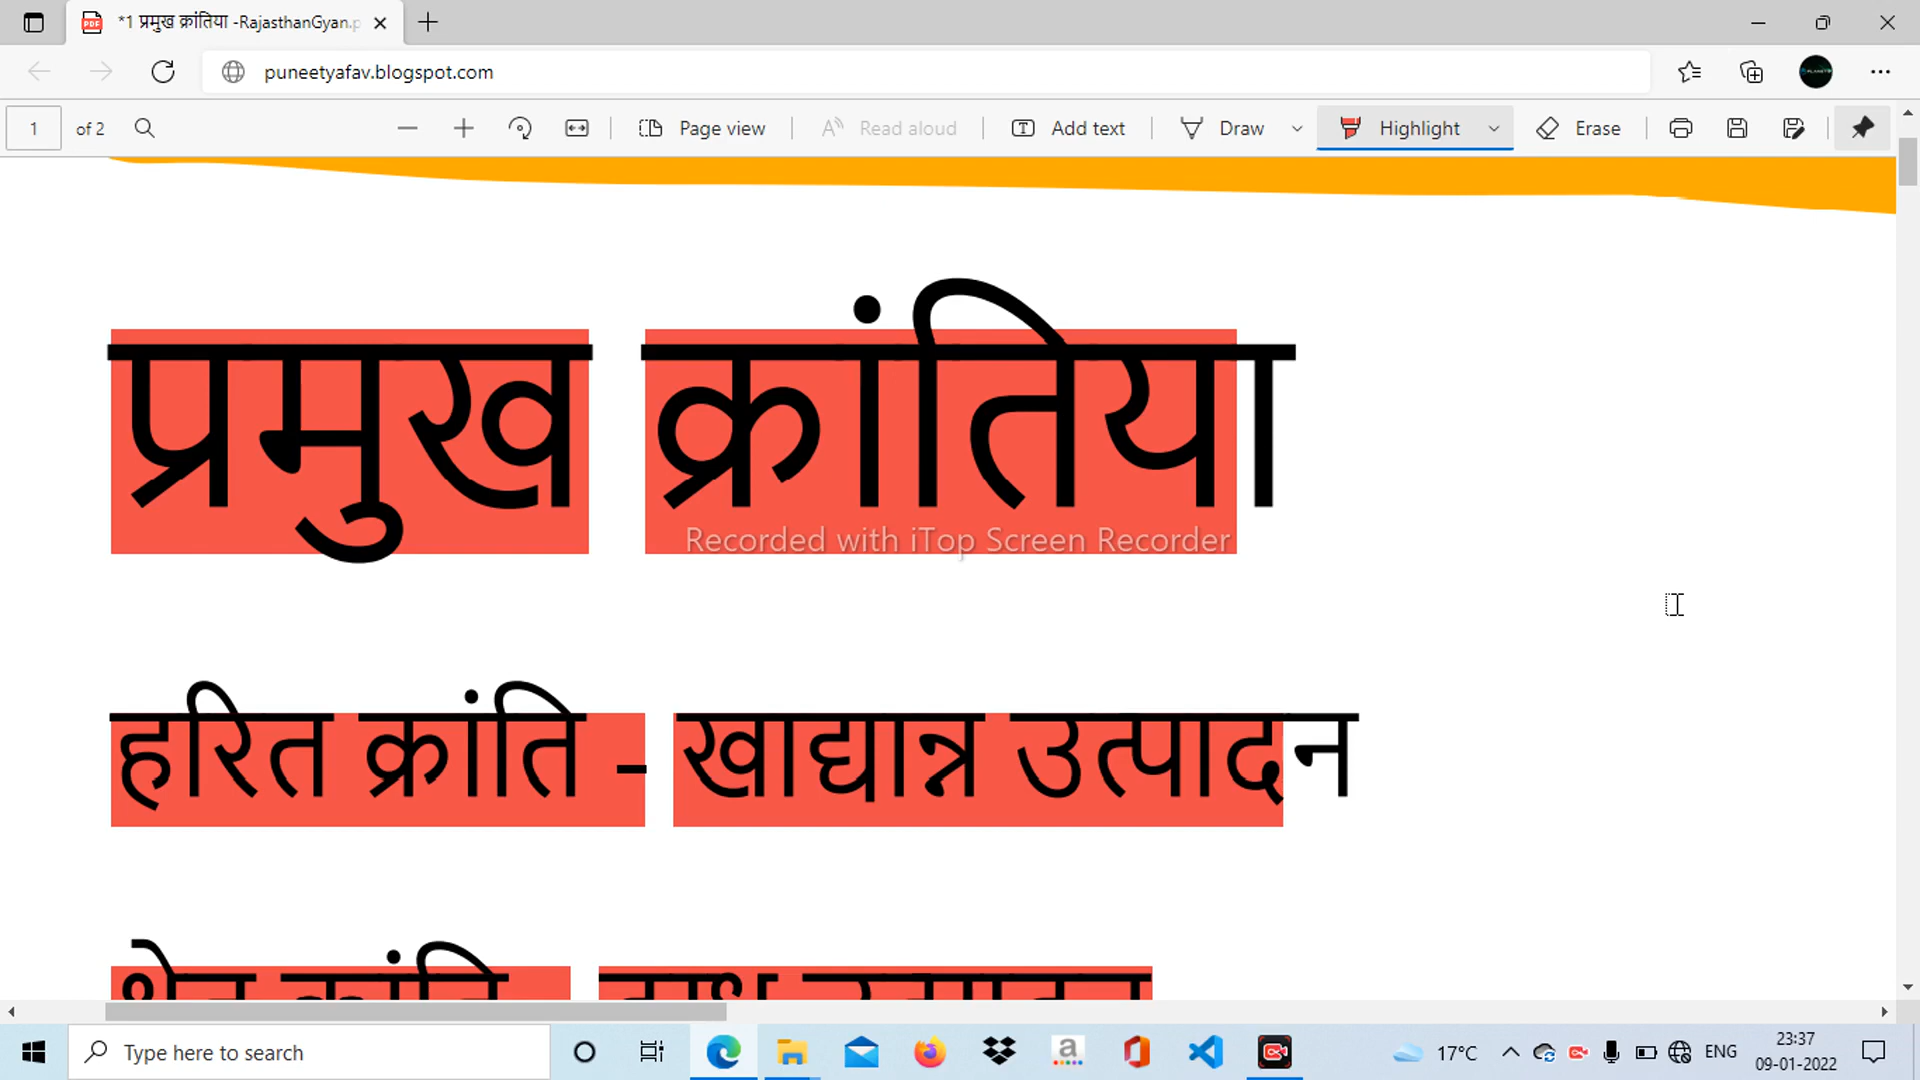 *1 प्रमुख क्रांतिया -RajasthanGyan.p
puneetyafav.blogspot.com
1 of 2
Page view
Read aloud
Add text
Draw
Highlight
Erase
प्रमुख क्रांतिया
Recorded with iTop Screen Recorder
हरित क्रांति - खाद्यान्न उत्पादन
Type here to search
17°C
ENG
23:37
09-01-2022